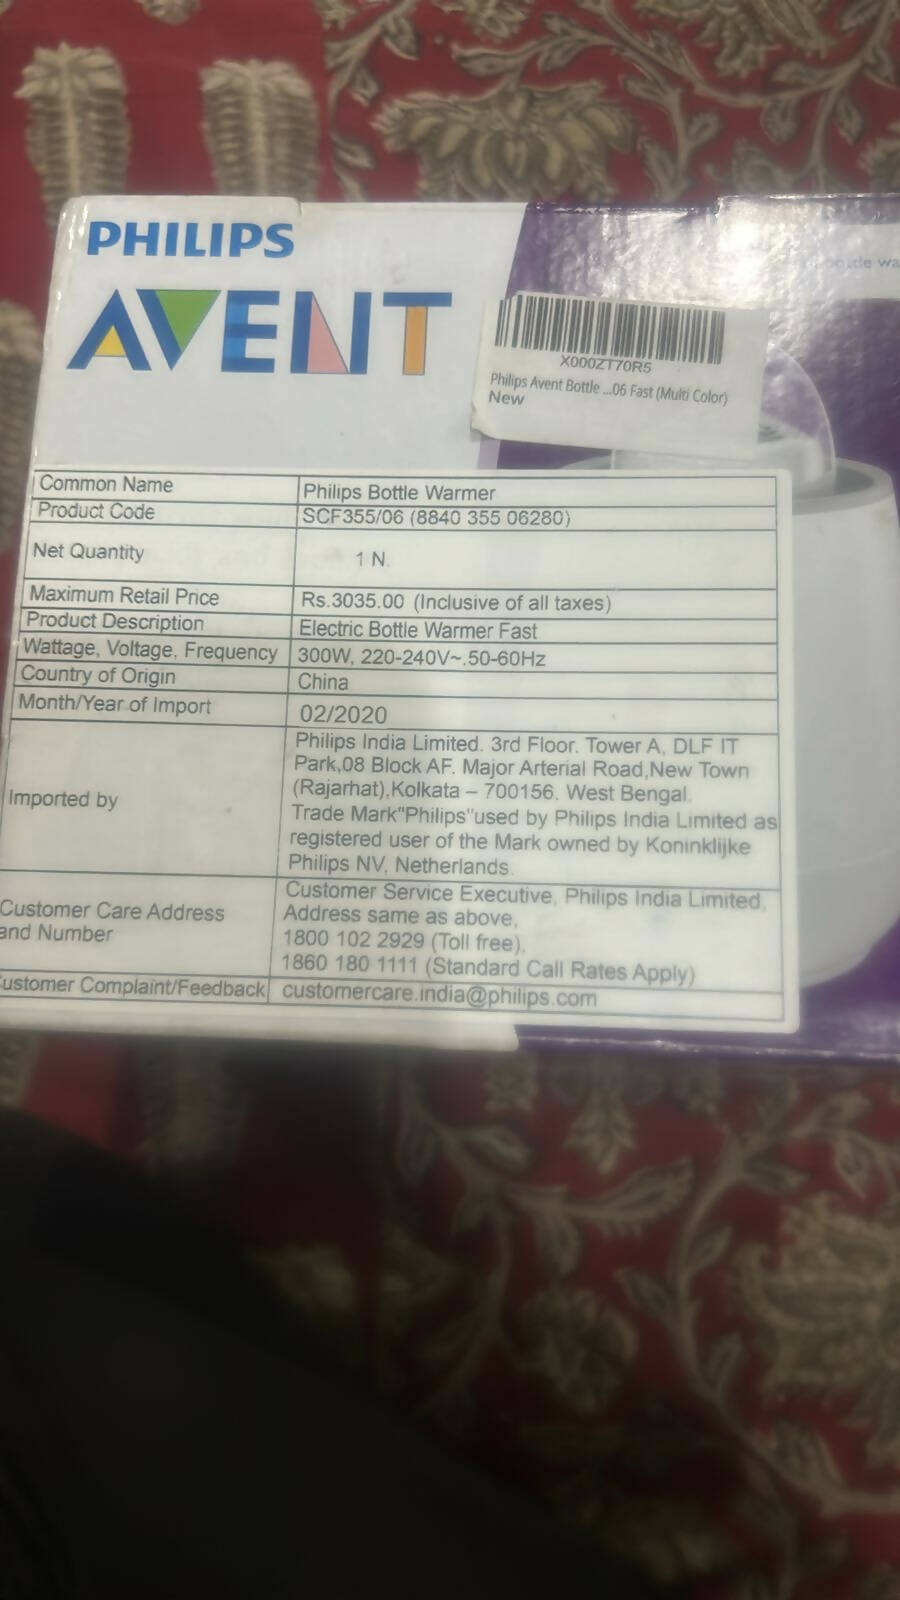 PHILIPS
AVENT
bottle wa
X000ZT70R5
Philips Avent Bottle ...06 Fast (Multi Color)
New
Common Name Philips Bottle Warmer
Product Code SCF355/06 (8840 355 06280)
Net Quantity 1 N.
Maximum Retail Price Rs.3035.00 (Inclusive of all taxes)
Product Description Electric Bottle Warmer Fast
Wattage, Voltage, Frequency 300W, 220-240V~.50-60Hz
Country of Origin China
Month/Year of Import 02/2020
Imported by
Philips India Limited. 3rd Floor. Tower A, DLF IT
Park,08 Block AF. Major Arterial Road,New Town
(Rajarhat),Kolkata – 700156. West Bengal.
Trade Mark"Philips"used by Philips India Limited as
registered user of the Mark owned by Koninklijke
Philips NV, Netherlands.
Customer Care Address
and Number
Customer Service Executive, Philips India Limited,
Address same as above,
1800 102 2929 (Toll free),
1860 180 1111 (Standard Call Rates Apply)
ustomer Complaint/Feedback customercare.india@philips.com